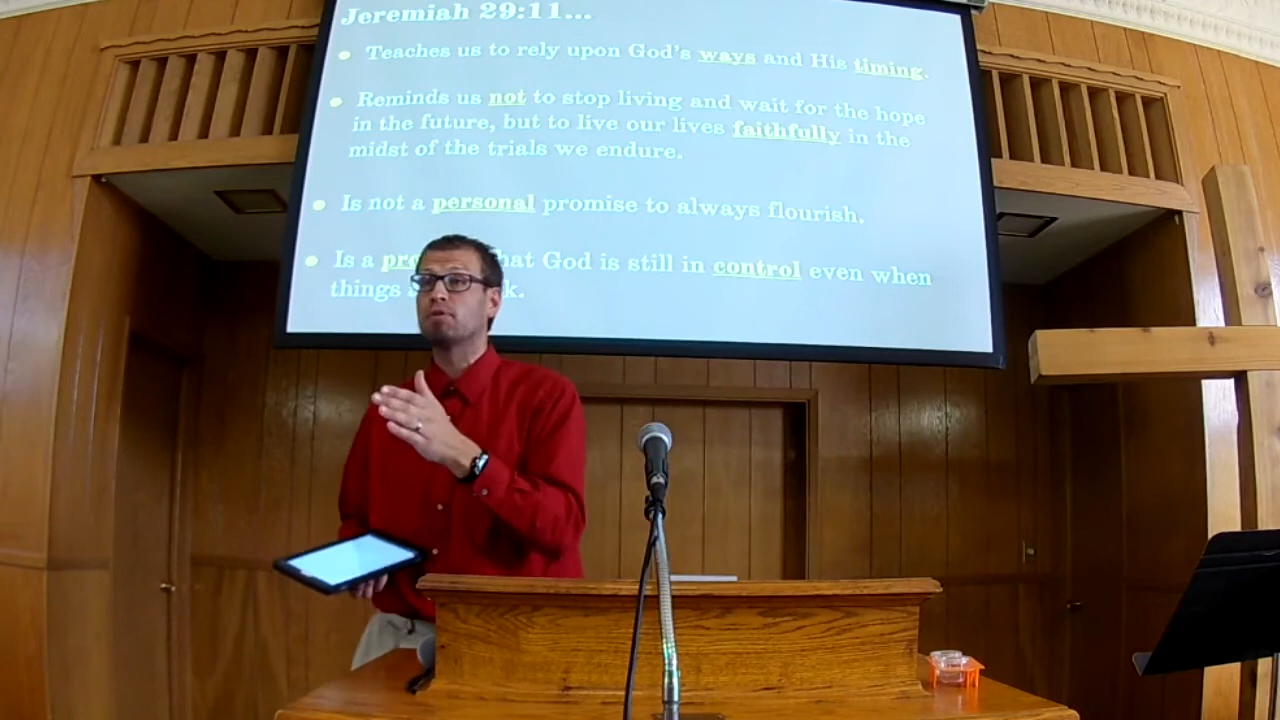 Jeremiah 29:11...
Teaches us to rely upon God's ways and His timing.
Reminds us not to stop living and wait for the hope
in the future, but to live our lives faithfully in the
midst of the trials we endure.
Is not a personal promise to always flourish.
Is a that God is still in control even when
things